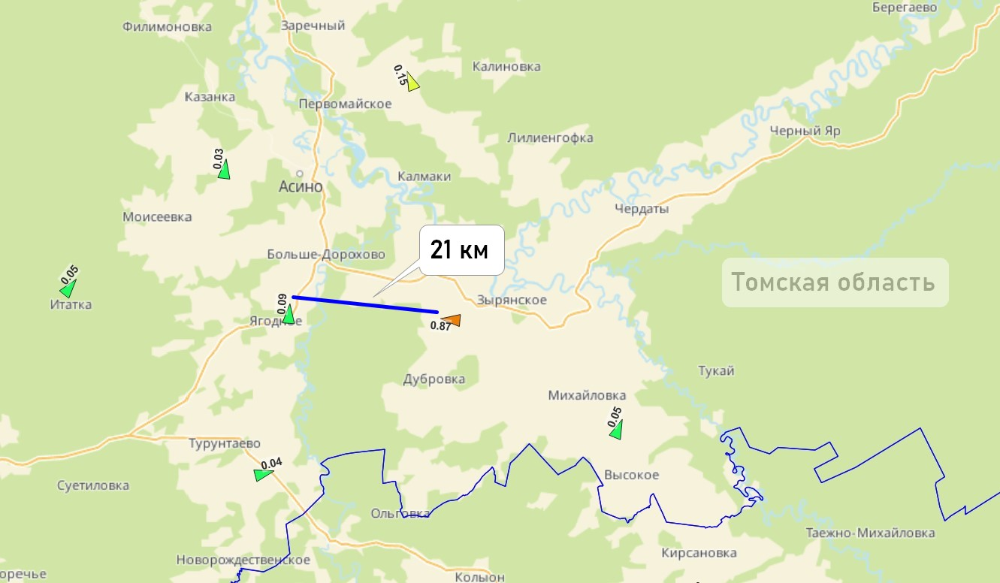 Берегаево
Филимоновка
Заречный
Калиновка
0.15
Казанка
Первомайское
Черный Яр
Лилиенгофка
0.03
Калмаки
Асино
Чердаты
Моисеевка
21 км
Больше-Дорохово
0.05
Томская область
Итатка
0.09
Зырянское
Ягодное
0.87
Тукай
Дубровка
Михайловка
0.05
Турунтаево
0.04
Высокое
Суетиловка
Ольговка
Таежно-Михайловка
Новорождественское
Кирсановка
оречье
Колыон